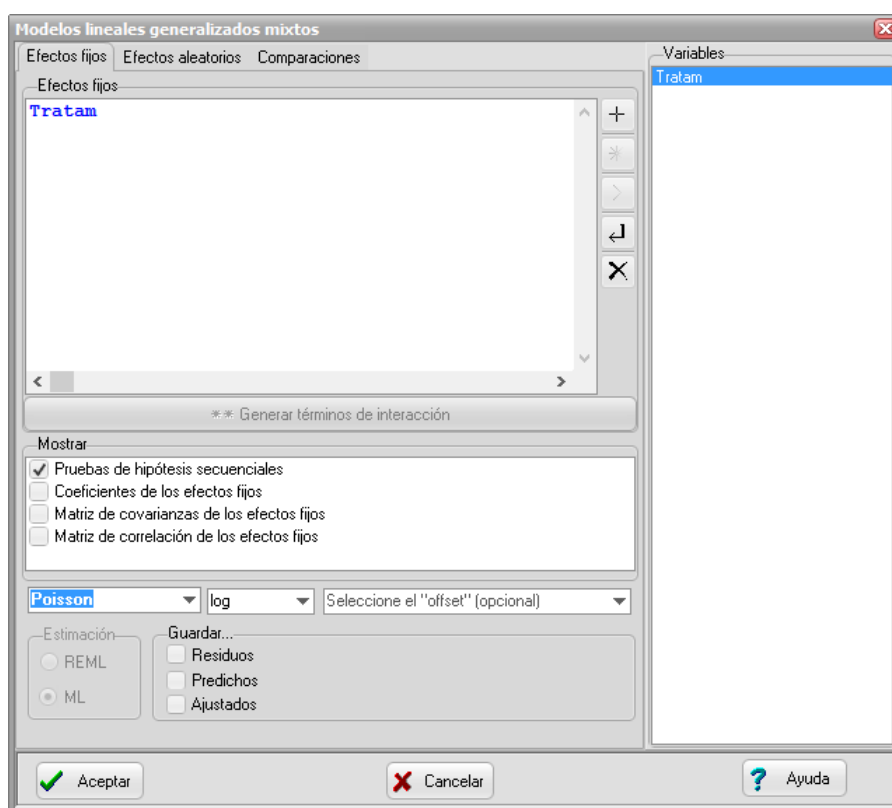 Modelos lineales generalizados mixtos
Efectos fijos Efectos aleatorios Comparaciones
Efectos fijos
Tratam
** Generar términos de interacción
Mostrar
Pruebas de hipótesis secuenciales
Coeficientes de los efectos fijos
Matriz de covarianzas de los efectos fijos
Matriz de correlación de los efectos fijos
Poisson log Seleccione el "offset" (opcional)
Estimación
REML
ML
Guardar...
Residuos
Predichos
Ajustados
Variables
Tratam
Aceptar Cancelar Ayuda